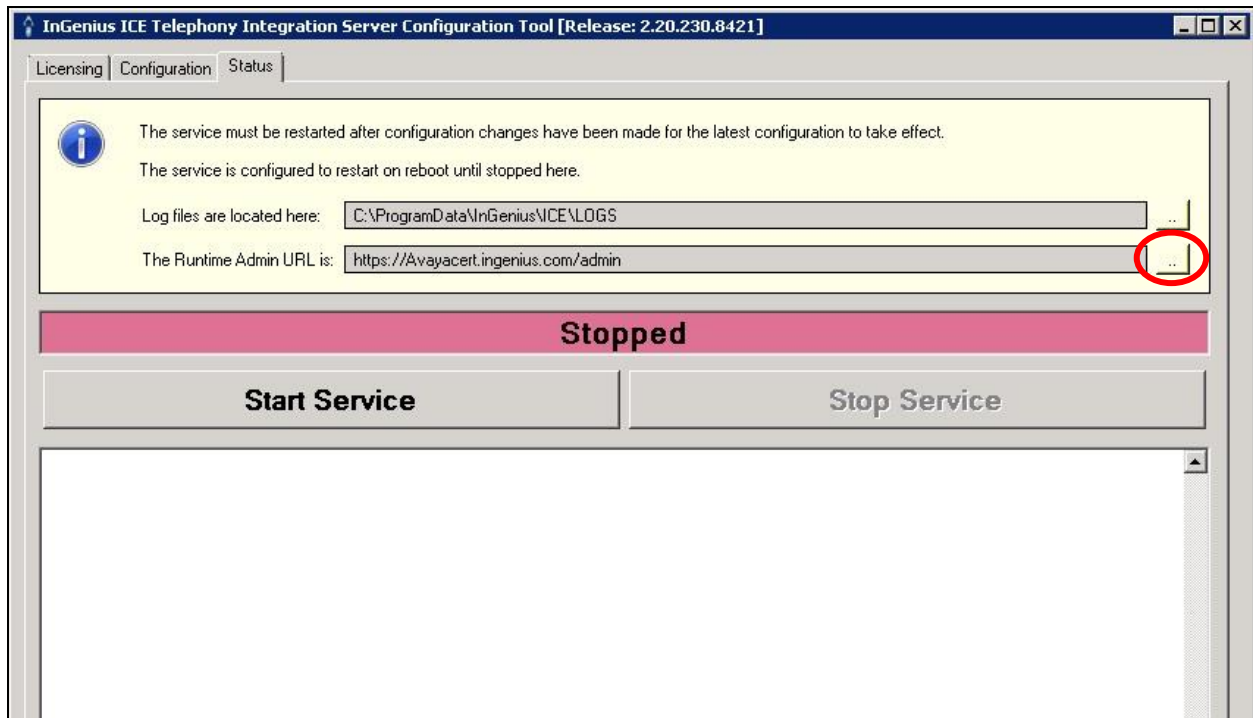 InGenius ICE Telephony Integration Server Configuration Tool [Release: 2.20.230.8421]
Licensing Configuration Status
The service must be restarted after configuration changes have been made for the latest configuration to take effect.
The service is configured to restart on reboot until stopped here.
Log files are located here: C:\ProgramData\InGenius\ICE\LOGS ..
The Runtime Admin URL is: https://Avayacert.ingenius.com/admin ..
Stopped
Start Service Stop Service